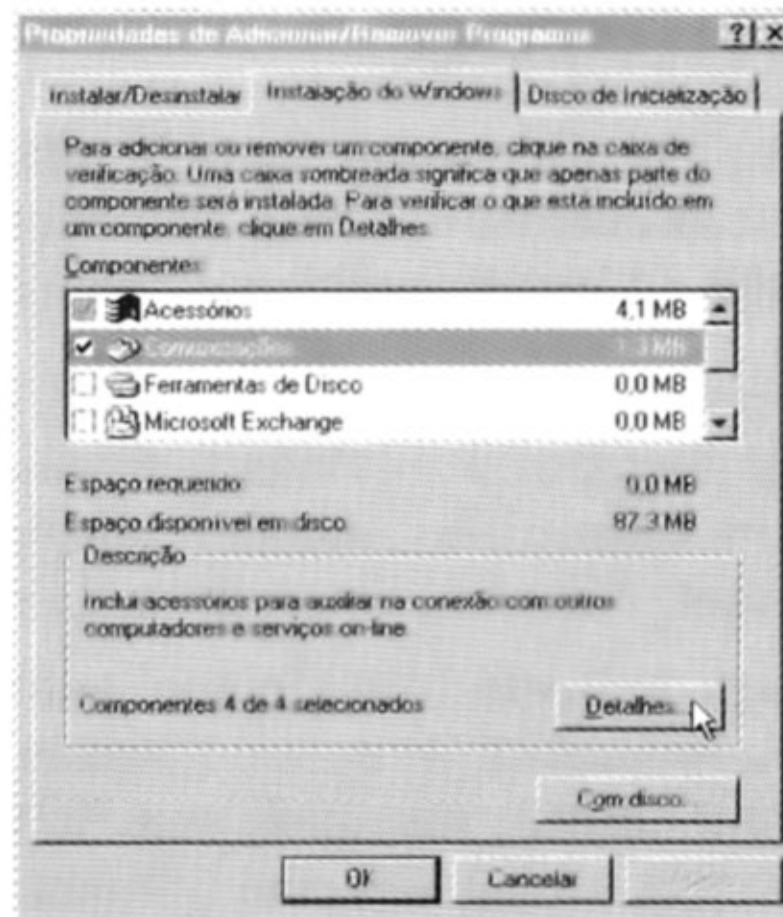 Propriedades de Adicionar/Remover Programas
Instalar/Desinstalar Instalação do Windows Disco de Inicialização
Para adicionar ou remover um componente, clique na caixa de
verificação. Uma caixa sombreada significa que apenas parte do
componente será instalada. Para verificar o que está incluído em
um componente, clique em Detalhes.
Componentes:
Acessórios 4,1 MB
Comunicações 1,3 MB
Ferramentas de Disco 0,0 MB
Microsoft Exchange 0,0 MB
Espaço requerido 0,0 MB
Espaço disponível em disco 87,3 MB
Descrição
Inclui acessórios para auxiliar na conexão com outros
computadores e serviços on-line.
Componentes 4 de 4 selecionados
Detalhes...
Com disco...
OK Cancelar